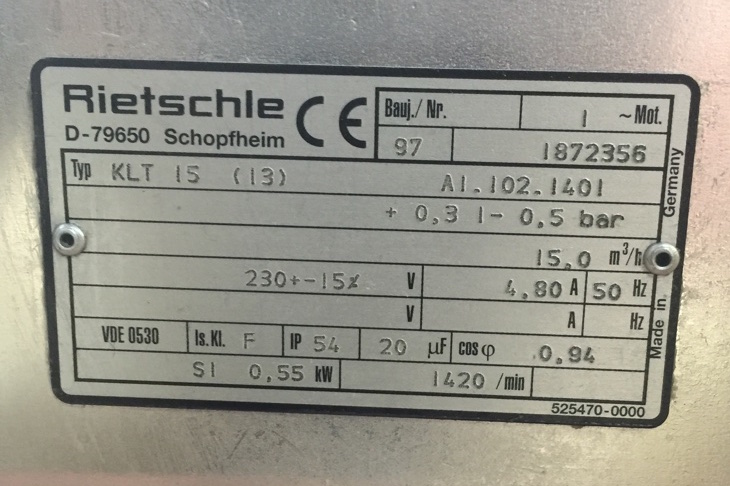 Rietschle CE Bauj./ Nr. 1 ~Mot.
D-79650 Schopfheim 97 1872356
Typ KLT 15 (13) A1.102.1401
+ 0,3 1- 0,5 bar
15,0 m³/h
230+-15% V 4,80 A 50 Hz
V A Hz
VDE 0530 Is.Kl. F IP 54 20 µF cosφ 0,94
S1 0,55 kW 1420 /min
525470-0000
Made in Germany